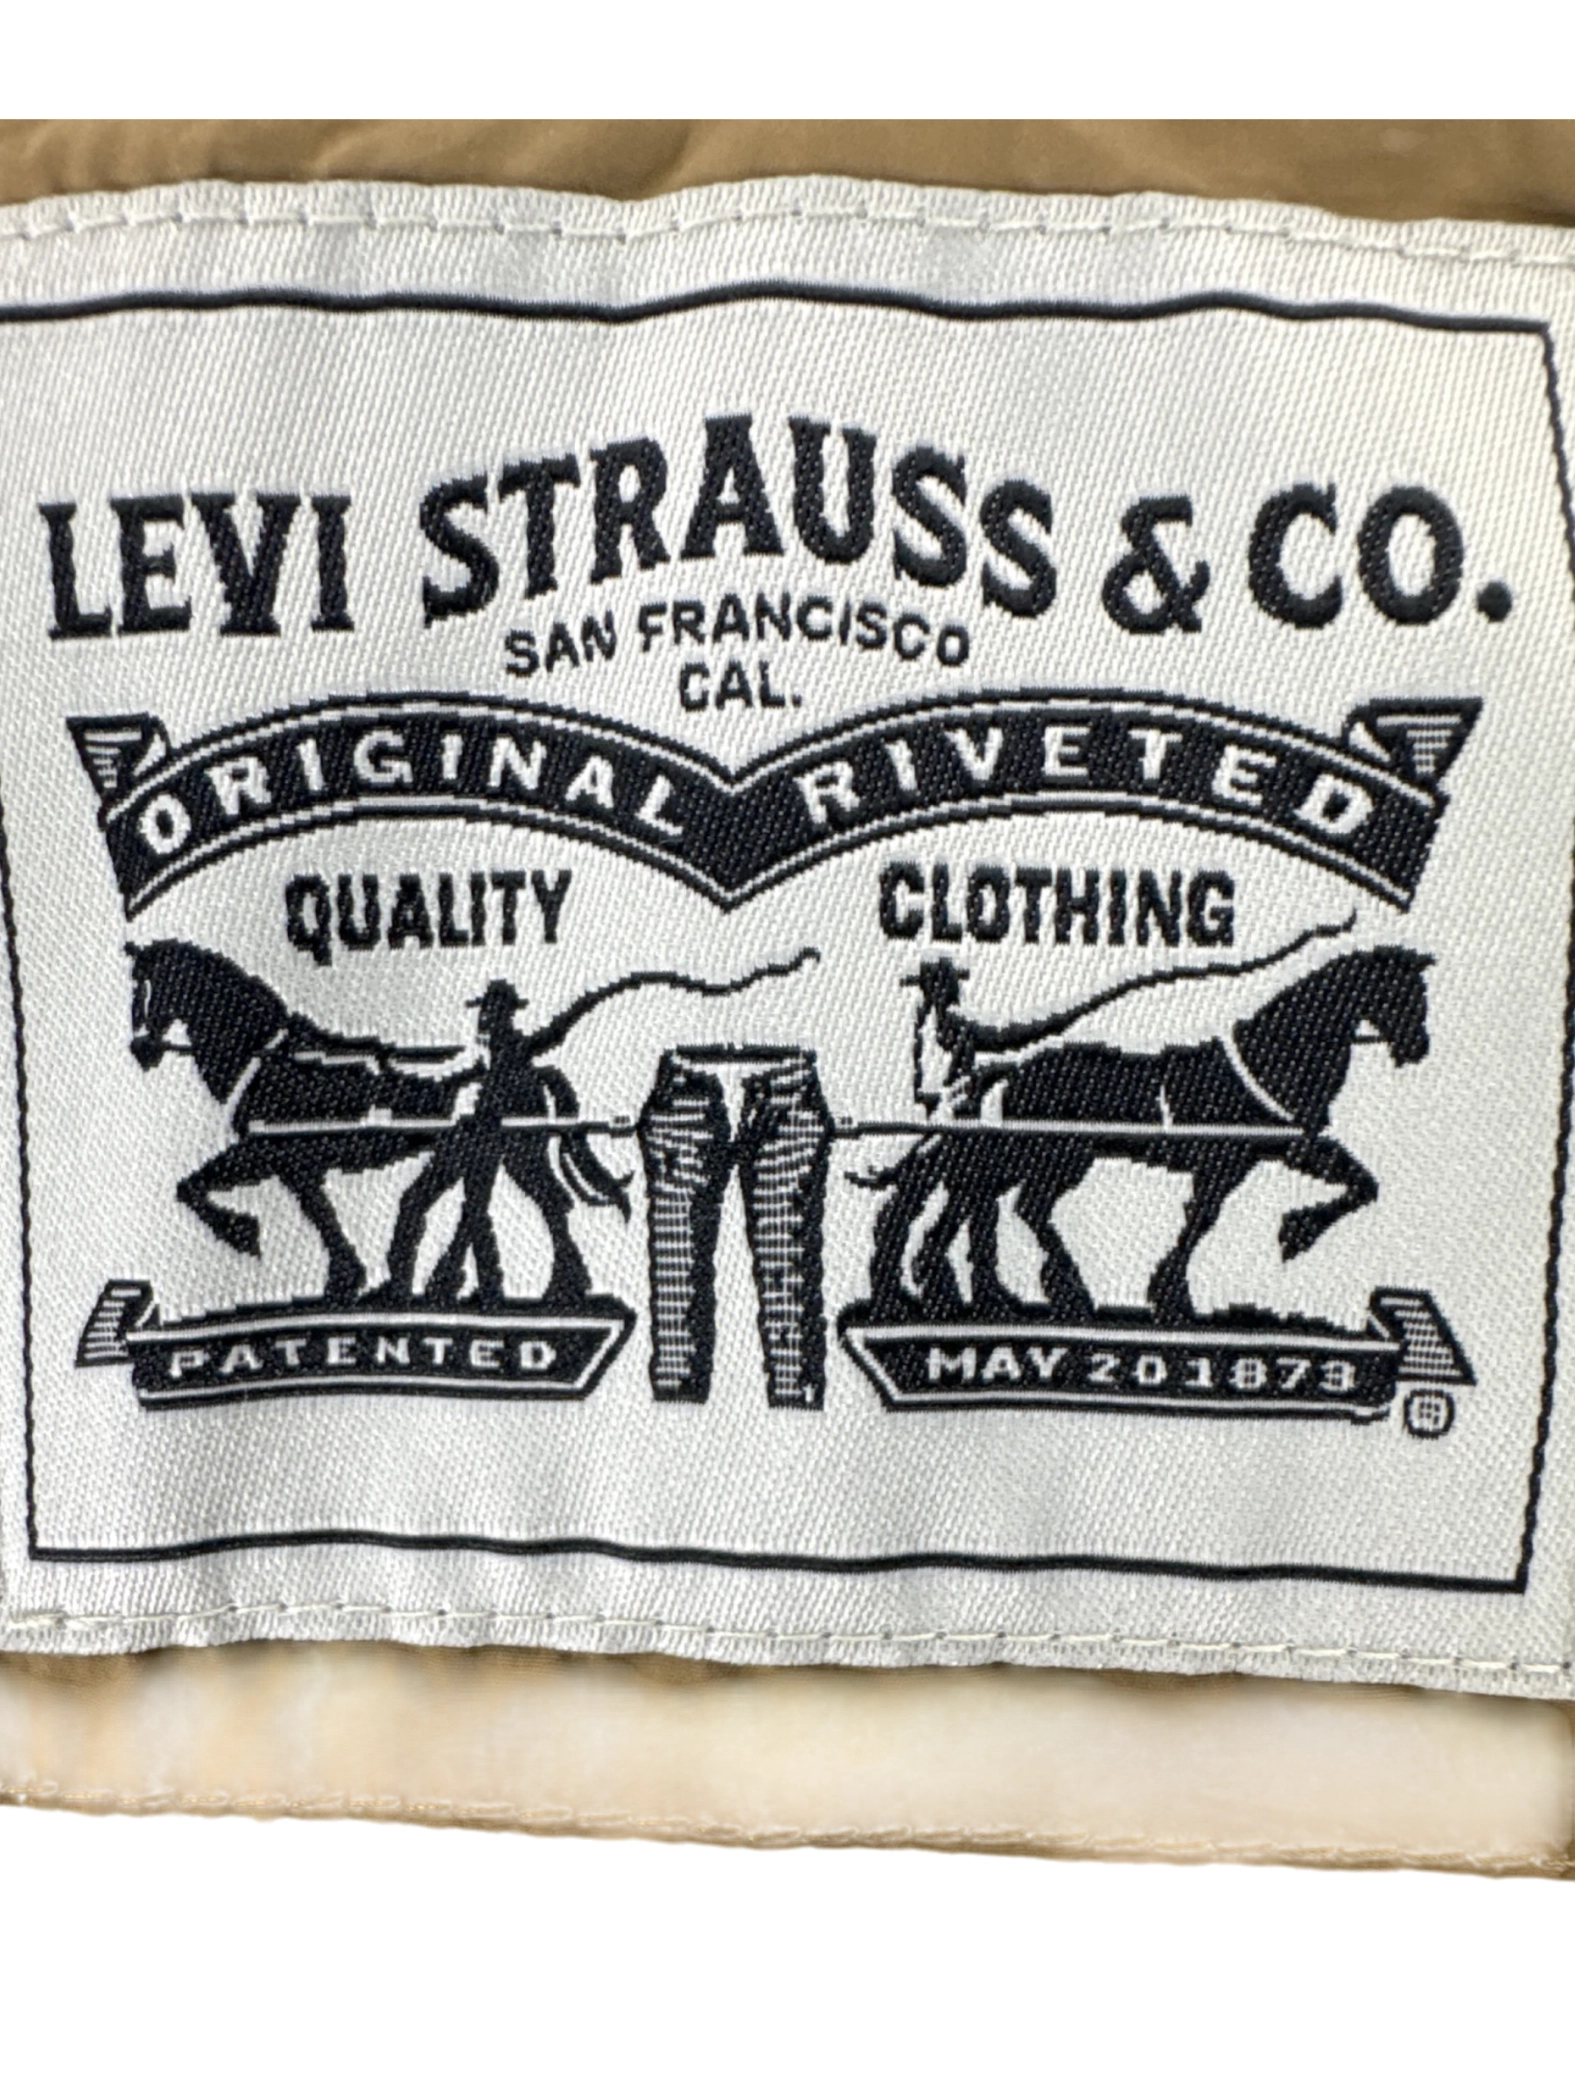 LEVI STRAUSS & CO.
SAN FRANCISCO
CAL.
ORIGINAL RIVETED
QUALITY CLOTHING
PATENTED MAY 20 1873
®